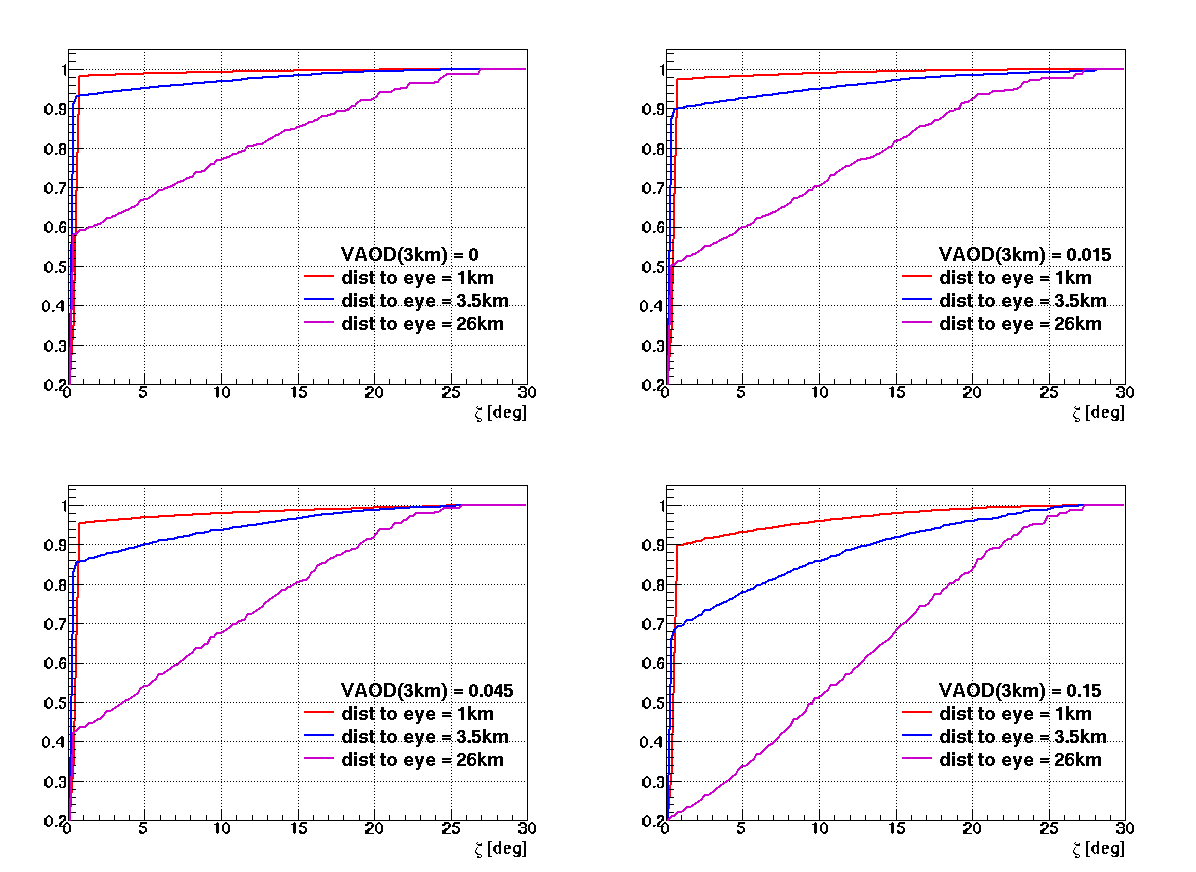 1
0.9
0.8
0.7
0.6
0.5
0.4
0.3
0.2
0 5 10 15 20 25 30
ζ [deg]
VAOD(3km) = 0
dist to eye = 1km
dist to eye = 3.5km
dist to eye = 26km
1
0.9
0.8
0.7
0.6
0.5
0.4
0.3
0.2
0 5 10 15 20 25 30
ζ [deg]
VAOD(3km) = 0.015
dist to eye = 1km
dist to eye = 3.5km
dist to eye = 26km
1
0.9
0.8
0.7
0.6
0.5
0.4
0.3
0.2
0 5 10 15 20 25 30
ζ [deg]
VAOD(3km) = 0.045
dist to eye = 1km
dist to eye = 3.5km
dist to eye = 26km
1
0.9
0.8
0.7
0.6
0.5
0.4
0.3
0.2
0 5 10 15 20 25 30
ζ [deg]
VAOD(3km) = 0.15
dist to eye = 1km
dist to eye = 3.5km
dist to eye = 26km